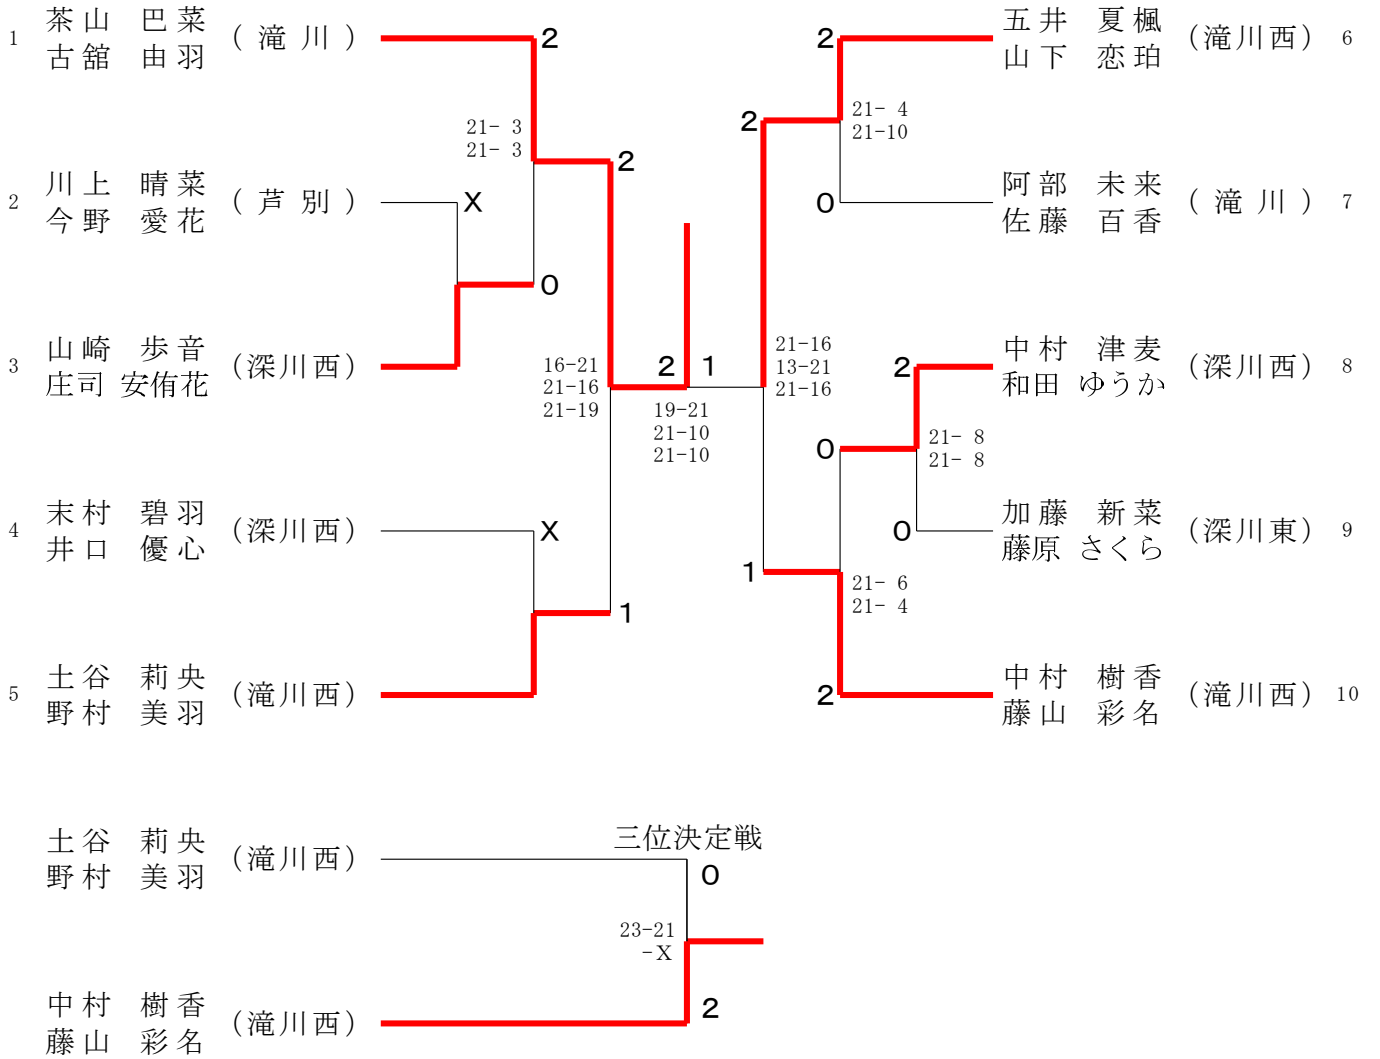 1 茶山 巴菜 (滝川) 2
古舘 由羽
21- 3
21- 3
2
2 川上 晴菜 (芦別) X
今野 愛花
0
3 山崎 歩音 (深川西)
庄司 安侑花
16-21
21-16
21-19
4 末村 碧羽 (深川西) X
井口 優心
1
5 土谷 莉央 (滝川西)
野村 美羽
2 1
19-21
21-10
21-10
2 五井 夏楓 (滝川西) 6
山下 恋珀
2
21- 4
21-10
0 阿部 未来 (滝川) 7
佐藤 百香
21-16
13-21
21-16
2 中村 津麦 (深川西) 8
和田 ゆうか
0
21- 8
21- 8
0 加藤 新菜 (深川東) 9
藤原 さくら
1
21- 6
21- 4
2 中村 樹香 (滝川西) 10
藤山 彩名
三位決定戦
土谷 莉央 (滝川西) 0
野村 美羽
23-21
-X
中村 樹香 (滝川西) 2
藤山 彩名